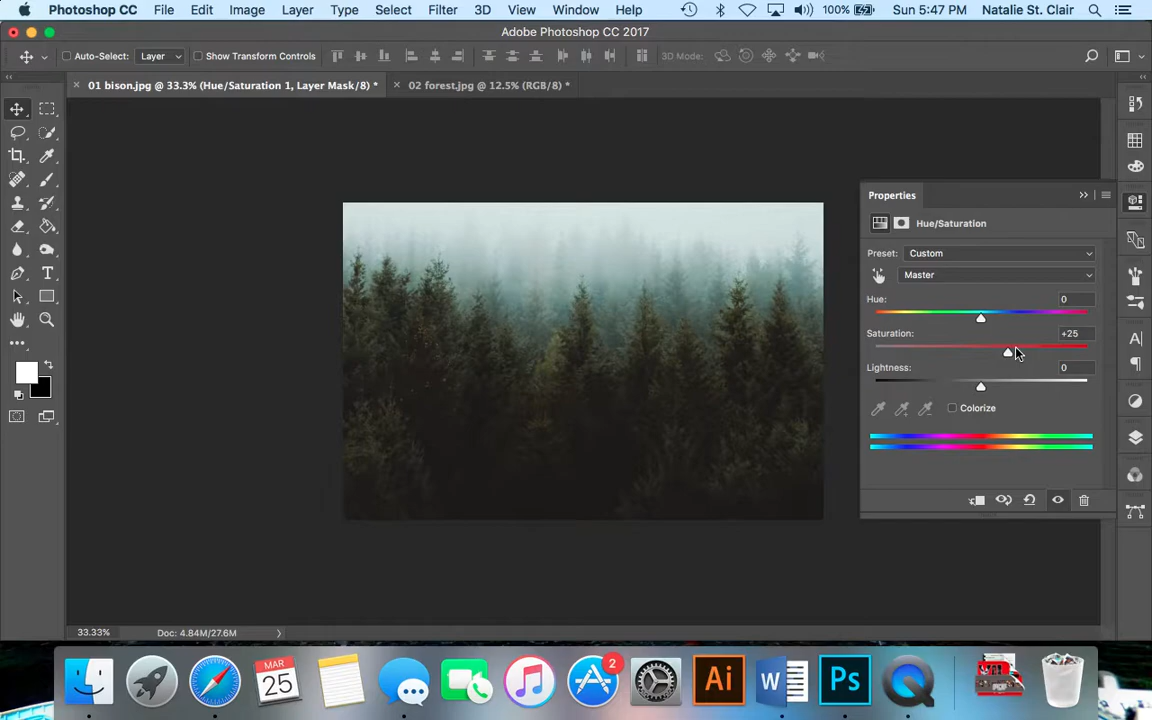 Photoshop CC File Edit Image Layer Type Select Filter 3D View Window Help 100% Sun 5:47 PM Natalie St. Clair
Adobe Photoshop CC 2017
Auto-Select: Layer Show Transform Controls 3D Mode:
01 bison.jpg @ 33.3% (Hue/Saturation 1, Layer Mask/8) * 02 forest.jpg @ 12.5% (RGB/8) *
Properties
Hue/Saturation
Preset: Custom
Master
Hue: 0
Saturation: +25
Lightness: 0
Colorize
33.33% Doc: 4.84M/27.6M
MAR
25
2
Ai
W
Ps